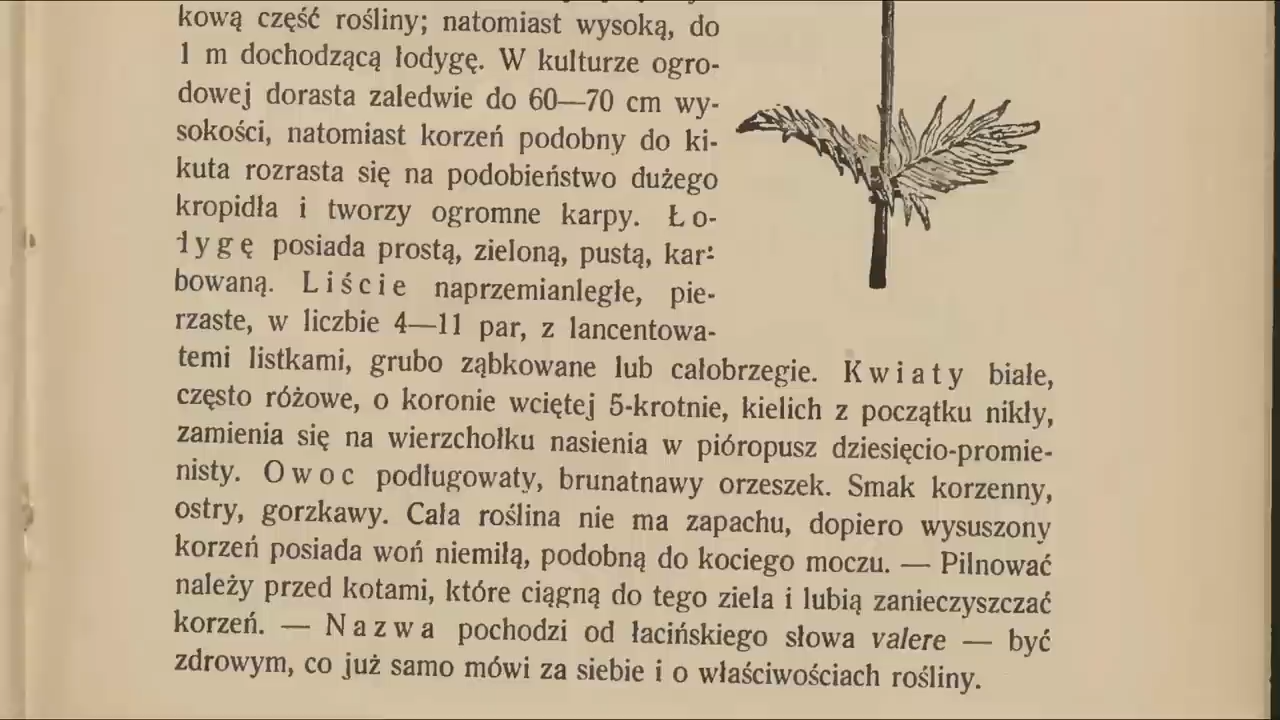 kową część rośliny; natomiast wysoką, do
1 m dochodzącą łodygę. W kulturze ogro-
dowej dorasta zaledwie do 60—70 cm wy-
sokości, natomiast korzeń podobny do ki-
kuta rozrasta się na podobieństwo dużego
kropidła i tworzy ogromne karpy. Ło-
dygę posiada prostą, zieloną, pustą, kar-
bowaną. Liście naprzemianległe, pie-
rzaste, w liczbie 4—11 par, z lancentowa-
temi listkami, grubo ząbkowane lub całobrzegie. Kwiaty białe,
często różowe, o koronie wciętej 5-krotnie, kielich z początku nikły,
zamienia się na wierzchołku nasienia w pióropusz dziesięcio-promie-
nisty. Owoc podługowaty, brunatnawy orzeszek. Smak korzenny,
ostry, gorzkawy. Cała roślina nie ma zapachu, dopiero wysuszony
korzeń posiada woń niemiłą, podobną do kociego moczu. — Pilnować
należy przed kotami, które ciągną do tego ziela i lubią zanieczyszczać
korzeń. — Nazwa pochodzi od łacińskiego słowa valere — być
zdrowym, co już samo mówi za siebie i o właściwościach rośliny.